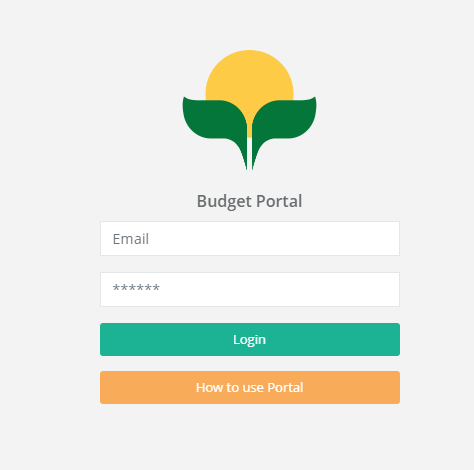 Budget Portal
Email
******
Login
How to use Portal